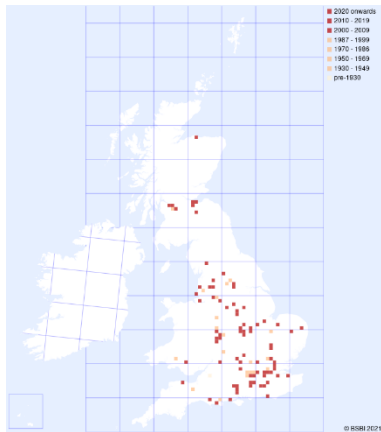 2020 onwards
2010 - 2019
2000 - 2009
1987 - 1999
1970 - 1986
1950 - 1969
1930 - 1949
pre-1930
© BSBI 2021